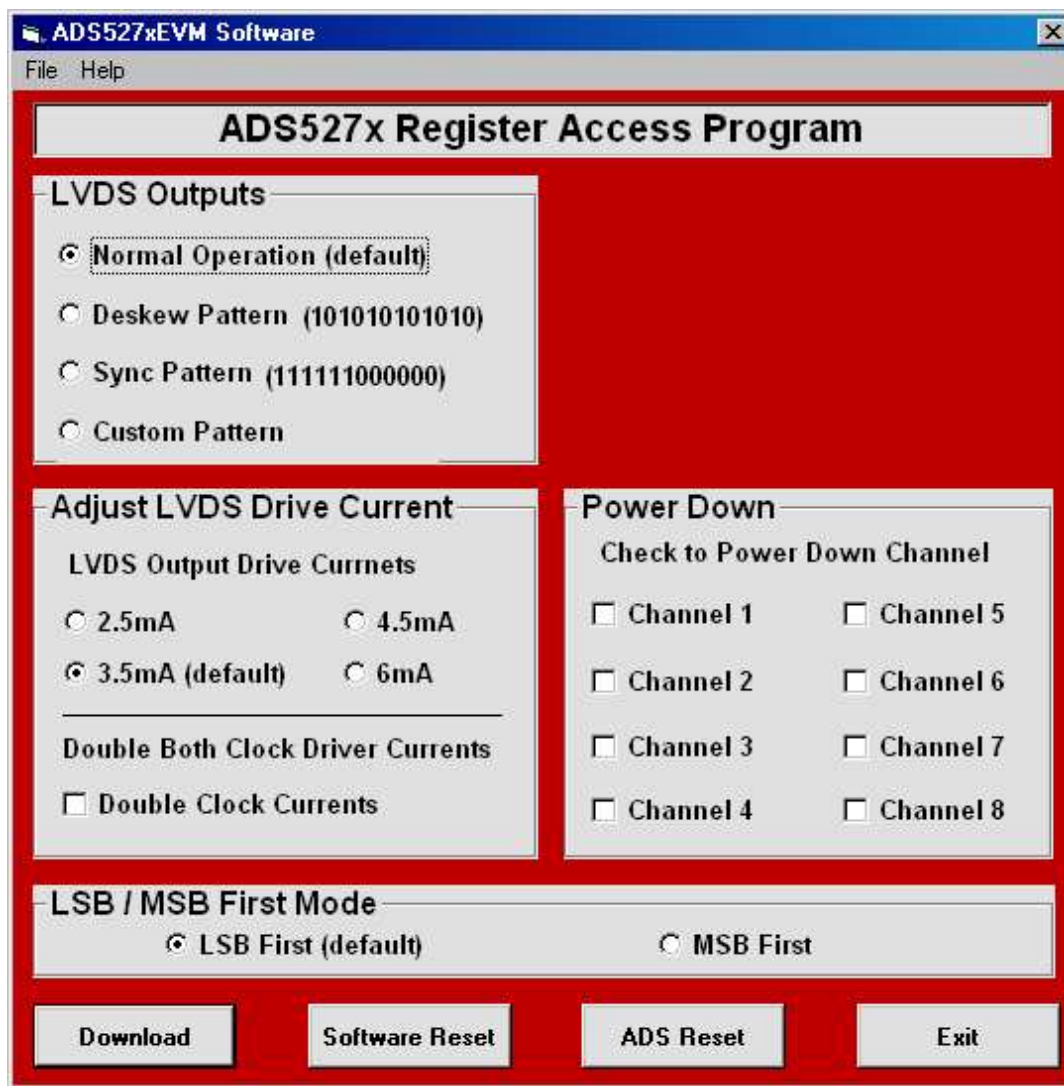 ADS527xEVM Software
File Help
ADS527x Register Access Program
LVDS Outputs
Normal Operation (default)
Deskew Pattern (101010101010)
Sync Pattern (111111000000)
Custom Pattern
Adjust LVDS Drive Current
LVDS Output Drive Currnets
2.5mA 4.5mA
3.5mA (default) 6mA
Double Both Clock Driver Currents
Double Clock Currents
Power Down
Check to Power Down Channel
Channel 1 Channel 5
Channel 2 Channel 6
Channel 3 Channel 7
Channel 4 Channel 8
LSB / MSB First Mode
LSB First (default) MSB First
Download Software Reset ADS Reset Exit